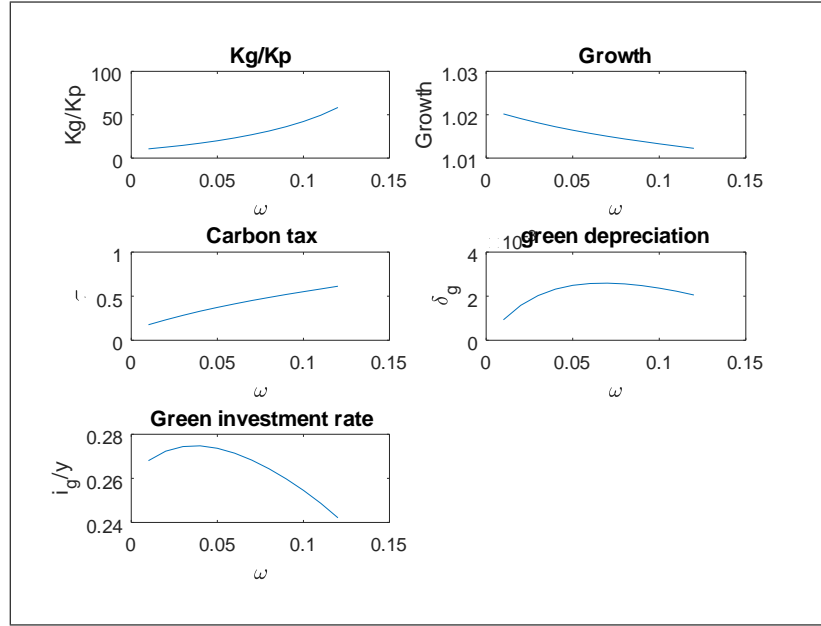 Kg/Kp
Kg/Kp
100
50
0
0 0.05 0.1 0.15
ω
Growth
Growth
1.03
1.02
1.01
0 0.05 0.1 0.15
ω
Carbon tax
1
0.5
0
0 0.05 0.1 0.15
ω
green depreciation
δ_g
4
2
0
0 0.05 0.1 0.15
ω
Green investment rate
i_g/y
0.28
0.26
0.24
0 0.05 0.1 0.15
ω